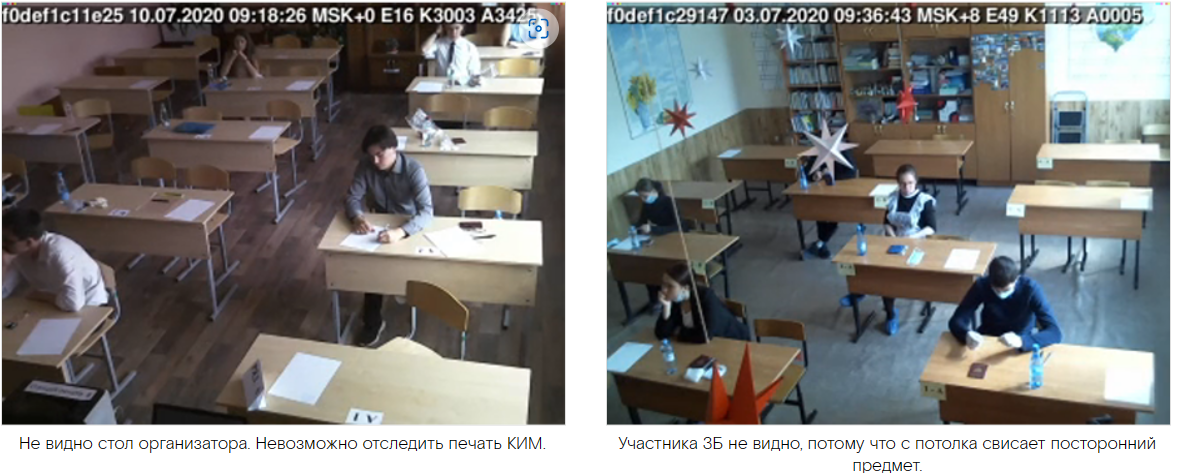 f0def1c11e25 10.07.2020 09:18:26 MSK+0 E16 K3003 A3425
f0def1c29147 03.07.2020 09:36:43 MSK+8 E49 K1113 A0005
Не видно стол организатора. Невозможно отследить печать КИМ.
Участника 3Б не видно, потому что с потолка свисает посторонний
предмет.